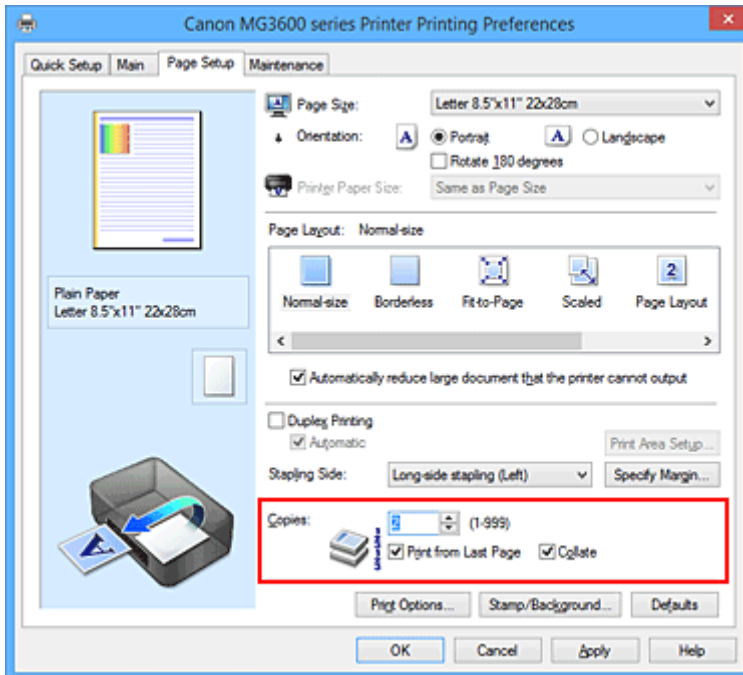 Canon MG3600 series Printer Printing Preferences
Quick Setup Main Page Setup Maintenance
Page Size: Letter 8.5"x11" 22x28cm
Orientation: A Portrait A Landscape
Rotate 180 degrees
Printer Paper Size: Same as Page Size
Page Layout: Normal-size
2
Normal-size Borderless Fit-to-Page Scaled Page Layout
Plain Paper
Letter 8.5"x11" 22x28cm
Automatically reduce large document that the printer cannot output
Duplex Printing
Automatic
Print Area Setup...
Stapling Side: Long-side stapling (Left) Specify Margin...
Copies: 2 (1-999)
Print from Last Page Collate
A
Print Options... Stamp/Background... Defaults
OK Cancel Apply Help